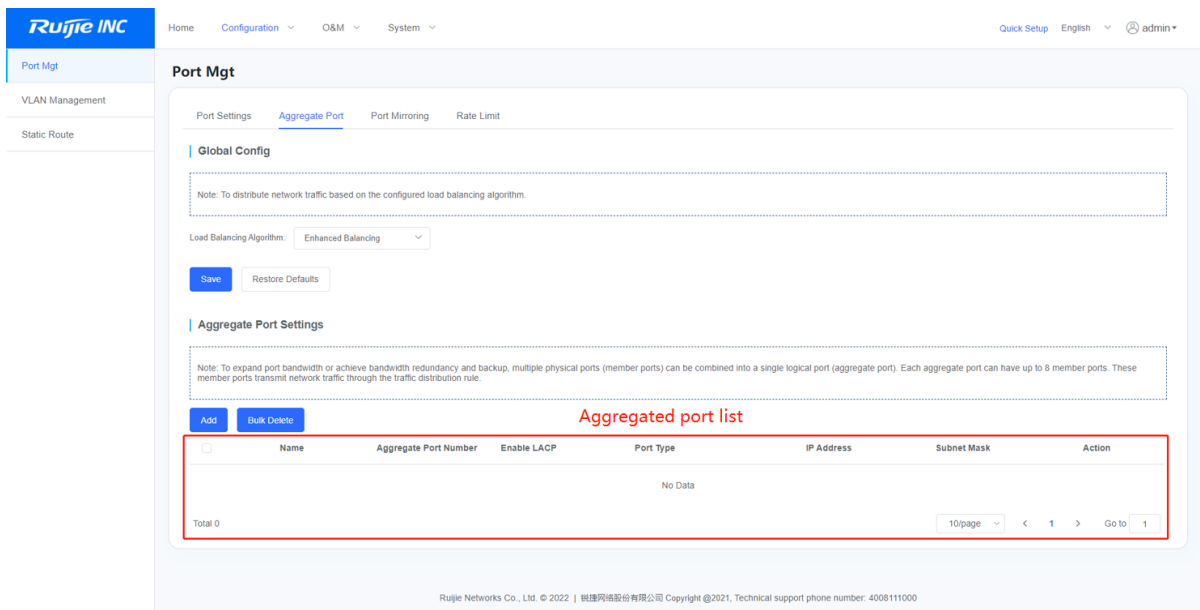 Ruijie INC
Home Configuration O&M System Quick Setup English admin
Port Mgt
VLAN Management
Static Route
Port Mgt
Port Settings Aggregate Port Port Mirroring Rate Limit
Global Config
Note: To distribute network traffic based on the configured load balancing algorithm.
Load Balancing Algorithm: Enhanced Balancing
Save Restore Defaults
Aggregate Port Settings
Note: To expand port bandwidth or achieve bandwidth redundancy and backup, multiple physical ports (member ports) can be combined into a single logical port (aggregate port). Each aggregate port can have up to 8 member ports. These
member ports transmit network traffic through the traffic distribution rule.
Add Bulk Delete Aggregated port list
Name Aggregate Port Number Enable LACP Port Type IP Address Subnet Mask Action
No Data
Total 0 10/page < 1 > Go to 1
Ruijie Networks Co., Ltd. © 2022 | 锐捷网络股份有限公司 Copyright @2021, Technical support phone number: 4008111000